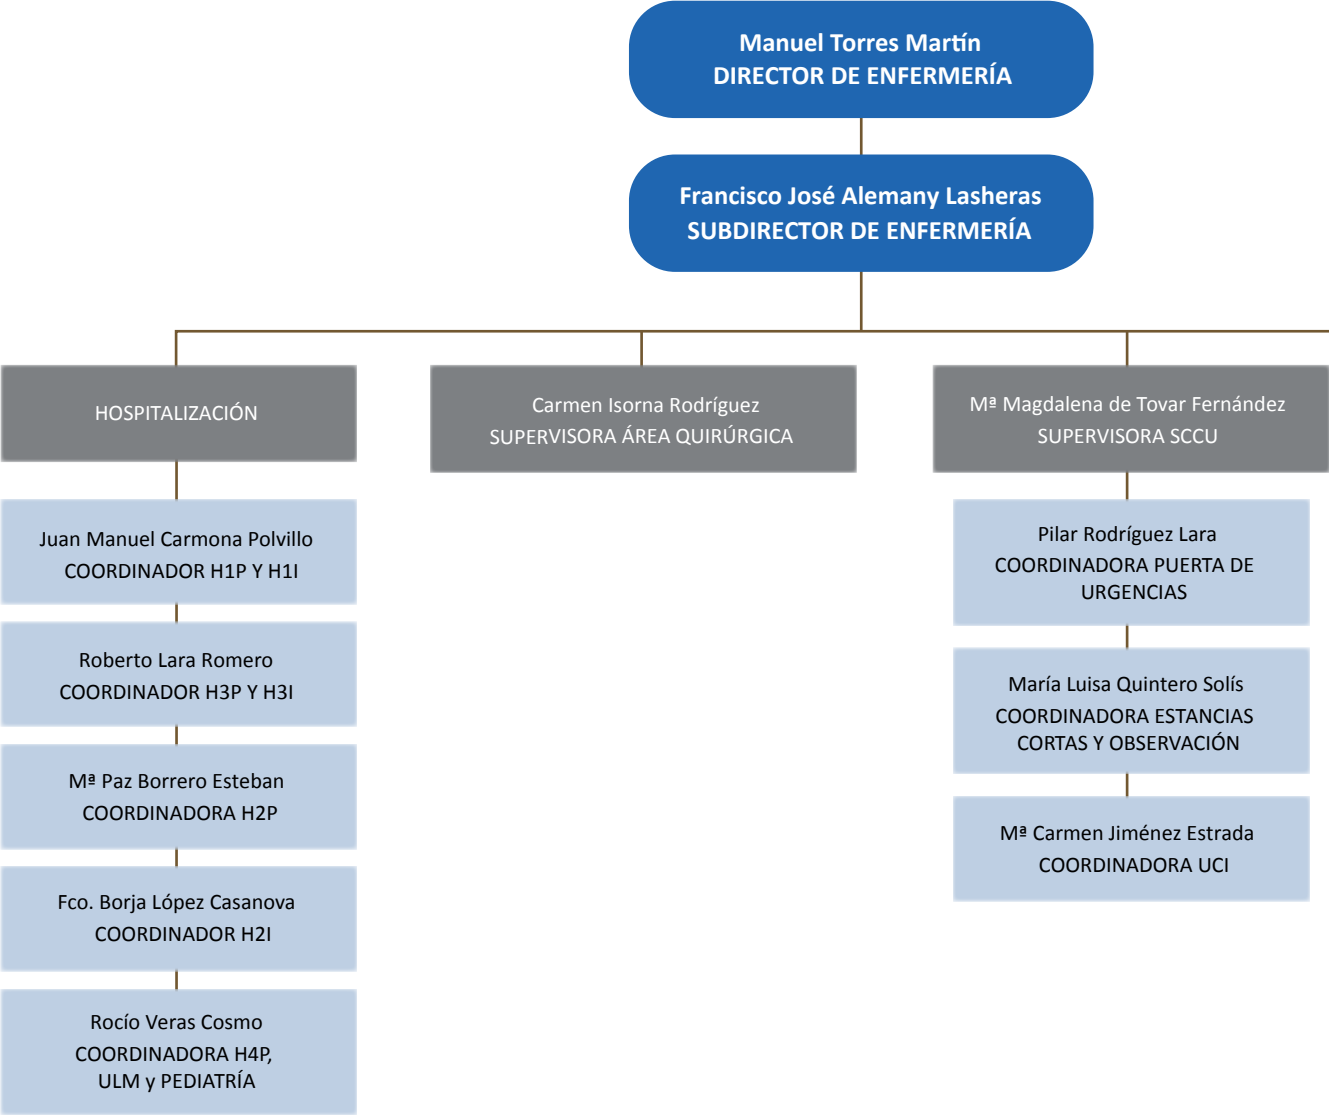 Manuel Torres Martín
DIRECTOR DE ENFERMERÍA
Francisco José Alemany Lasheras
SUBDIRECTOR DE ENFERMERÍA
HOSPITALIZACIÓN
Juan Manuel Carmona Polvillo
COORDINADOR H1P Y H1I
Roberto Lara Romero
COORDINADOR H3P Y H3I
Mª Paz Borrero Esteban
COORDINADORA H2P
Fco. Borja López Casanova
COORDINADOR H2I
Rocío Veras Cosmo
COORDINADORA H4P,
ULM y PEDIATRÍA
Carmen Isorna Rodríguez
SUPERVISORA ÁREA QUIRÚRGICA
Mª Magdalena de Tovar Fernández
SUPERVISORA SCCU
Pilar Rodríguez Lara
COORDINADORA PUERTA DE
URGENCIAS
María Luisa Quintero Solís
COORDINADORA ESTANCIAS
CORTAS Y OBSERVACIÓN
Mª Carmen Jiménez Estrada
COORDINADORA UCI